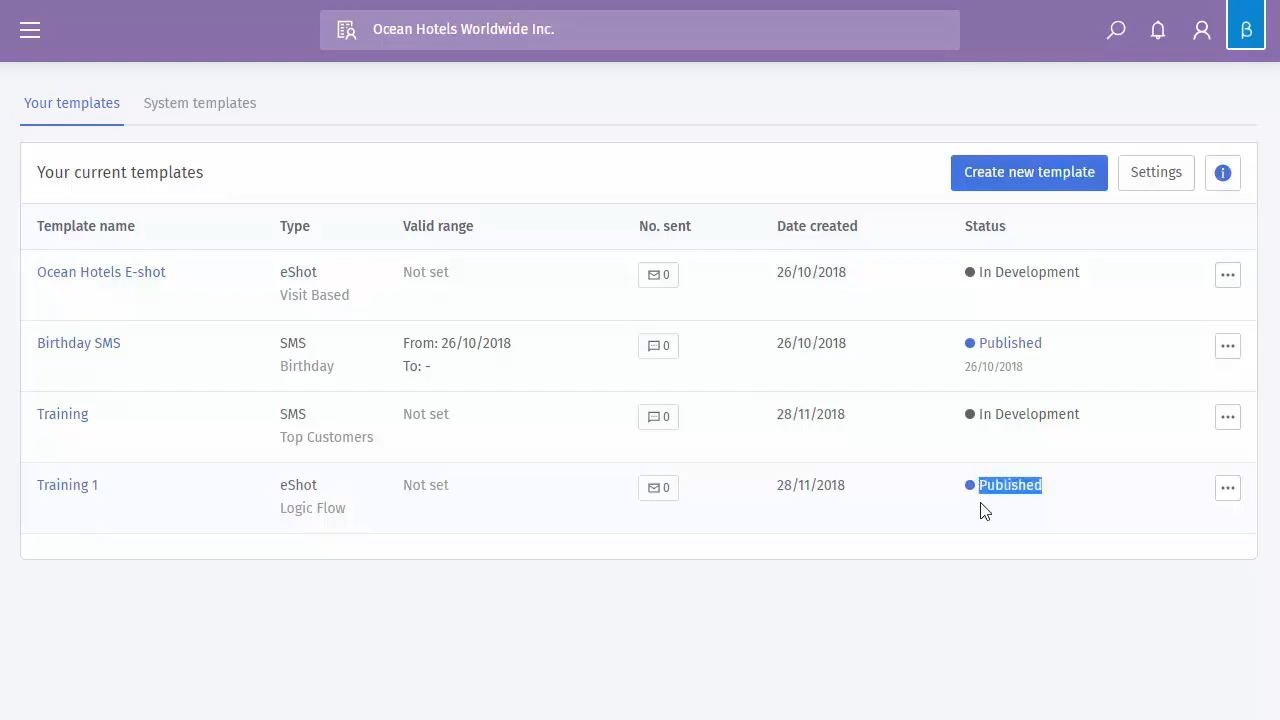 Ocean Hotels Worldwide Inc.
β
Your templates
System templates
Your current templates
Create new template
Settings
i
Template name
Type
Valid range
No. sent
Date created
Status
Ocean Hotels E-shot
eShot
Visit Based
Not set
0
26/10/2018
In Development
Birthday SMS
SMS
Birthday
From: 26/10/2018
To: -
0
26/10/2018
Published
26/10/2018
Training
SMS
Top Customers
Not set
0
28/11/2018
In Development
Training 1
eShot
Logic Flow
Not set
0
28/11/2018
Published